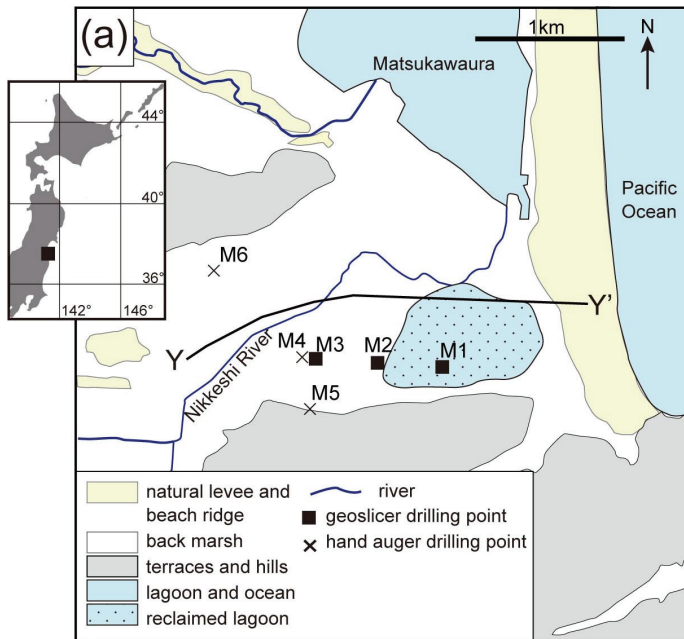 (a)
1km
N
Matsukawaura
Pacific
Ocean
44°
40°
36°
142°
146°
M6
Y
Y'
M4
M3
M2
M1
M5
Nikkeshi River
natural levee and
beach ridge
back marsh
terraces and hills
lagoon and ocean
reclaimed lagoon
river
geoslicer drilling point
hand auger drilling point